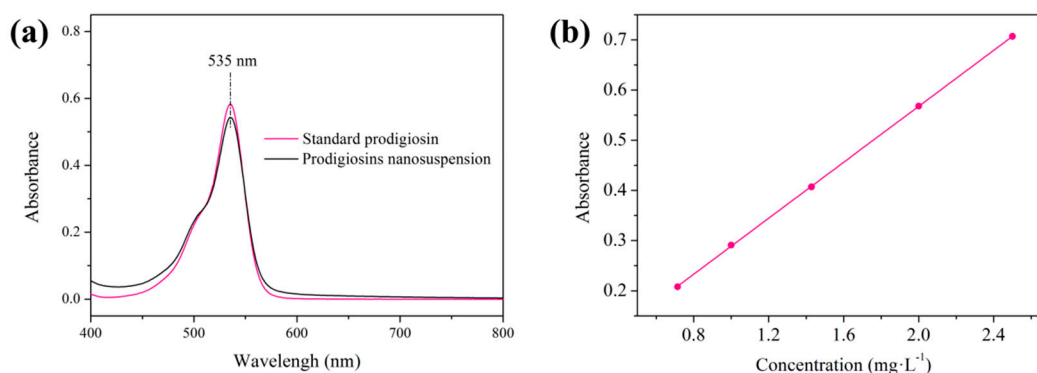 (a)
0.8
0.6
0.4
0.2
0.0
Absorbance
535 nm
Standard prodigiosin
Prodigiosins nanosuspension
400 500 600 700 800
Wavelengh (nm)
(b)
0.7
0.6
0.5
0.4
0.3
0.2
Absorbance
0.8 1.2 1.6 2.0 2.4
Concentration (mg·L⁻¹)